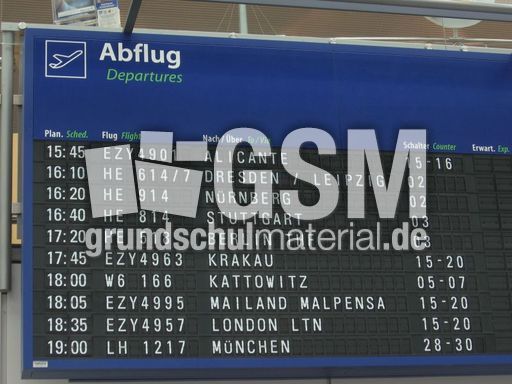 Abflug
Departures
Plan. Sched. Flug Flight Nach / Über To / Via Schalter Counter Erwart. Exp.
15:45 EZY4901 ALICANTE 15-16
16:10 HE 614/7 DRESDEN / LEIPZIG 02
16:20 HE 914 NÜRNBERG 02
16:40 HE 814 STUTTGART 03
17:20 HE BERLIN 03
17:45 EZY4963 KRAKAU 15-20
18:00 W6 166 KATTOWITZ 05-07
18:05 EZY4995 MAILAND MALPENSA 15-20
18:35 EZY4957 LONDON LTN 15-20
19:00 LH 1217 MüNCHEN 28-30
GSM
grundschulmaterial.de